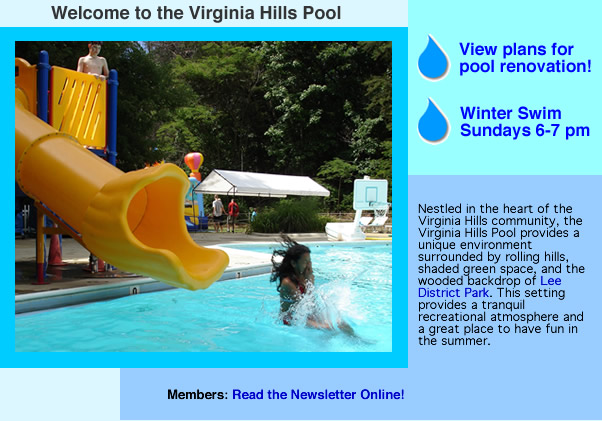 Welcome to the Virginia Hills Pool
View plans for
pool renovation!
Winter Swim
Sundays 6-7 pm
Nestled in the heart of the
Virginia Hills community, the
Virginia Hills Pool provides a
unique environment
surrounded by rolling hills,
shaded green space, and the
wooded backdrop of Lee
District Park. This setting
provides a tranquil
recreational atmosphere and
a great place to have fun in
the summer.
Members: Read the Newsletter Online!